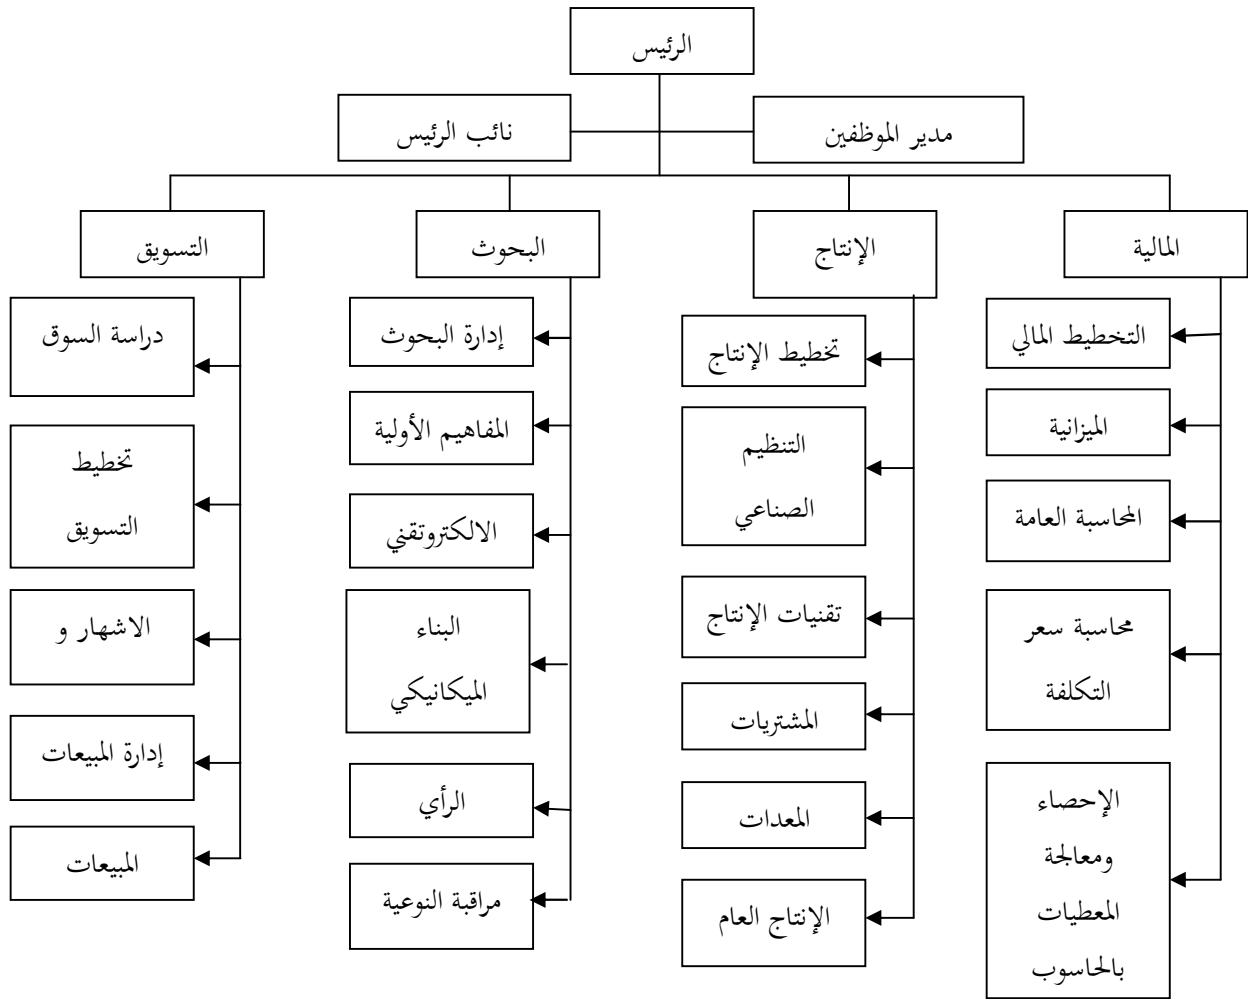 الرئيس
مدير الموظفين
نائب الرئيس
المالية
الإنتاج
البحوث
التسويق
التخطيط المالي
الميزانية
المحاسبة العامة
محاسبة سعر
التكلفة
الإحصاء
ومعالجة
المعطيات
بالحاسوب
تخطيط الإنتاج
التنظيم
الصناعي
تقنيات الإنتاج
المشتريات
المعدات
الإنتاج العام
إدارة البحوث
المفاهيم الأولية
الالكتروتقني
البناء
الميكانيكي
الرأي
مراقبة النوعية
دراسة السوق
تخطيط
التسويق
الاشهار و
إدارة المبيعات
المبيعات